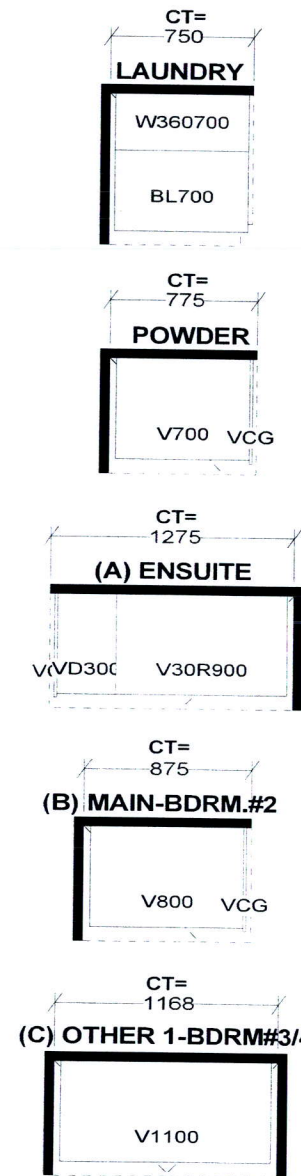 CT=
750
LAUNDRY
W360700
BL700
CT=
775
POWDER
V700 VCG
CT=
1275
(A) ENSUITE
VD300 V30R900
CT=
875
(B) MAIN-BDRM.#2
V800 VCG
CT=
1168
(C) OTHER 1-BDRM#3/4
V1100